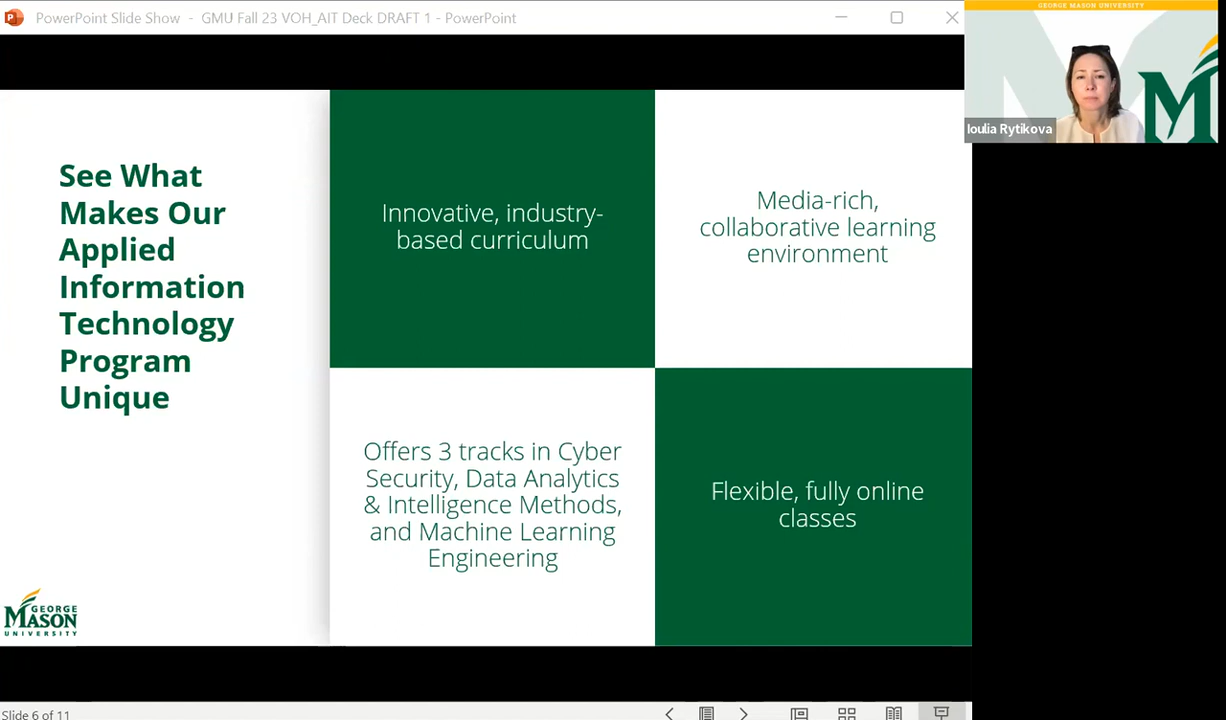 PowerPoint Slide Show - GMU Fall 23 VOH_AIT Deck DRAFT 1 - PowerPoint
GEORGE MASON UNIVERSITY
M
Ioulia Rytikova
See What
Makes Our
Applied
Information
Technology
Program
Unique
Innovative, industry-
based curriculum
Media-rich,
collaborative learning
environment
Offers 3 tracks in Cyber
Security, Data Analytics
& Intelligence Methods,
and Machine Learning
Engineering
Flexible, fully online
classes
GEORGE
MASON
UNIVERSITY
Slide 6 of 11